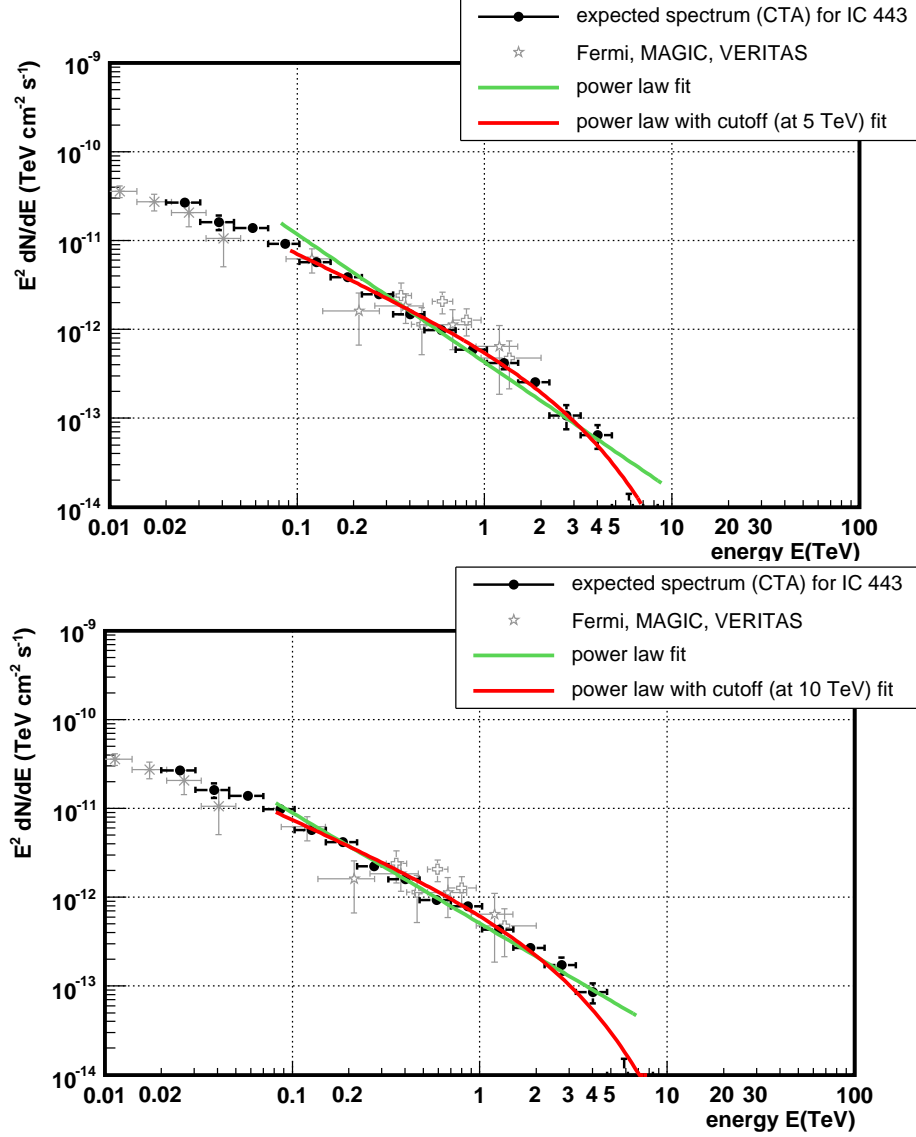 expected spectrum (CTA) for IC 443
Fermi, MAGIC, VERITAS
power law fit
power law with cutoff (at 5 TeV) fit
E² dN/dE (TeV cm⁻² s⁻¹)
10⁻⁹
10⁻¹⁰
10⁻¹¹
10⁻¹²
10⁻¹³
10⁻¹⁴
0.01 0.02 0.1 0.2 1 2 3 4 5 10 20 30 100
energy E(TeV)
expected spectrum (CTA) for IC 443
Fermi, MAGIC, VERITAS
power law fit
power law with cutoff (at 10 TeV) fit
E² dN/dE (TeV cm⁻² s⁻¹)
10⁻⁹
10⁻¹⁰
10⁻¹¹
10⁻¹²
10⁻¹³
10⁻¹⁴
0.01 0.02 0.1 0.2 1 2 3 4 5 10 20 30 100
energy E(TeV)